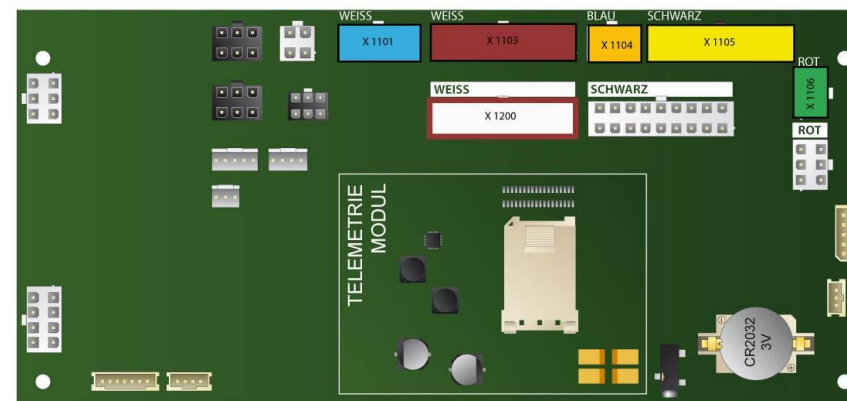 WEISS
WEISS
BLAU
SCHWARZ
X 1101
X 1103
X 1104
X 1105
ROT
X 1106
WEISS
SCHWARZ
X 1200
ROT
TELEMETRIE
MODUL
CR2032
3V